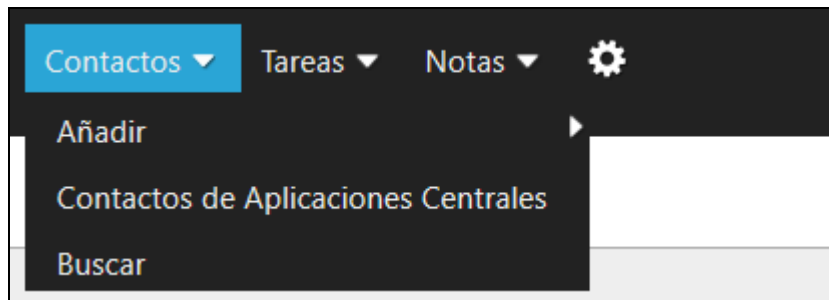 Contactos Tareas Notas
Añadir
Contactos de Aplicaciones Centrales
Buscar